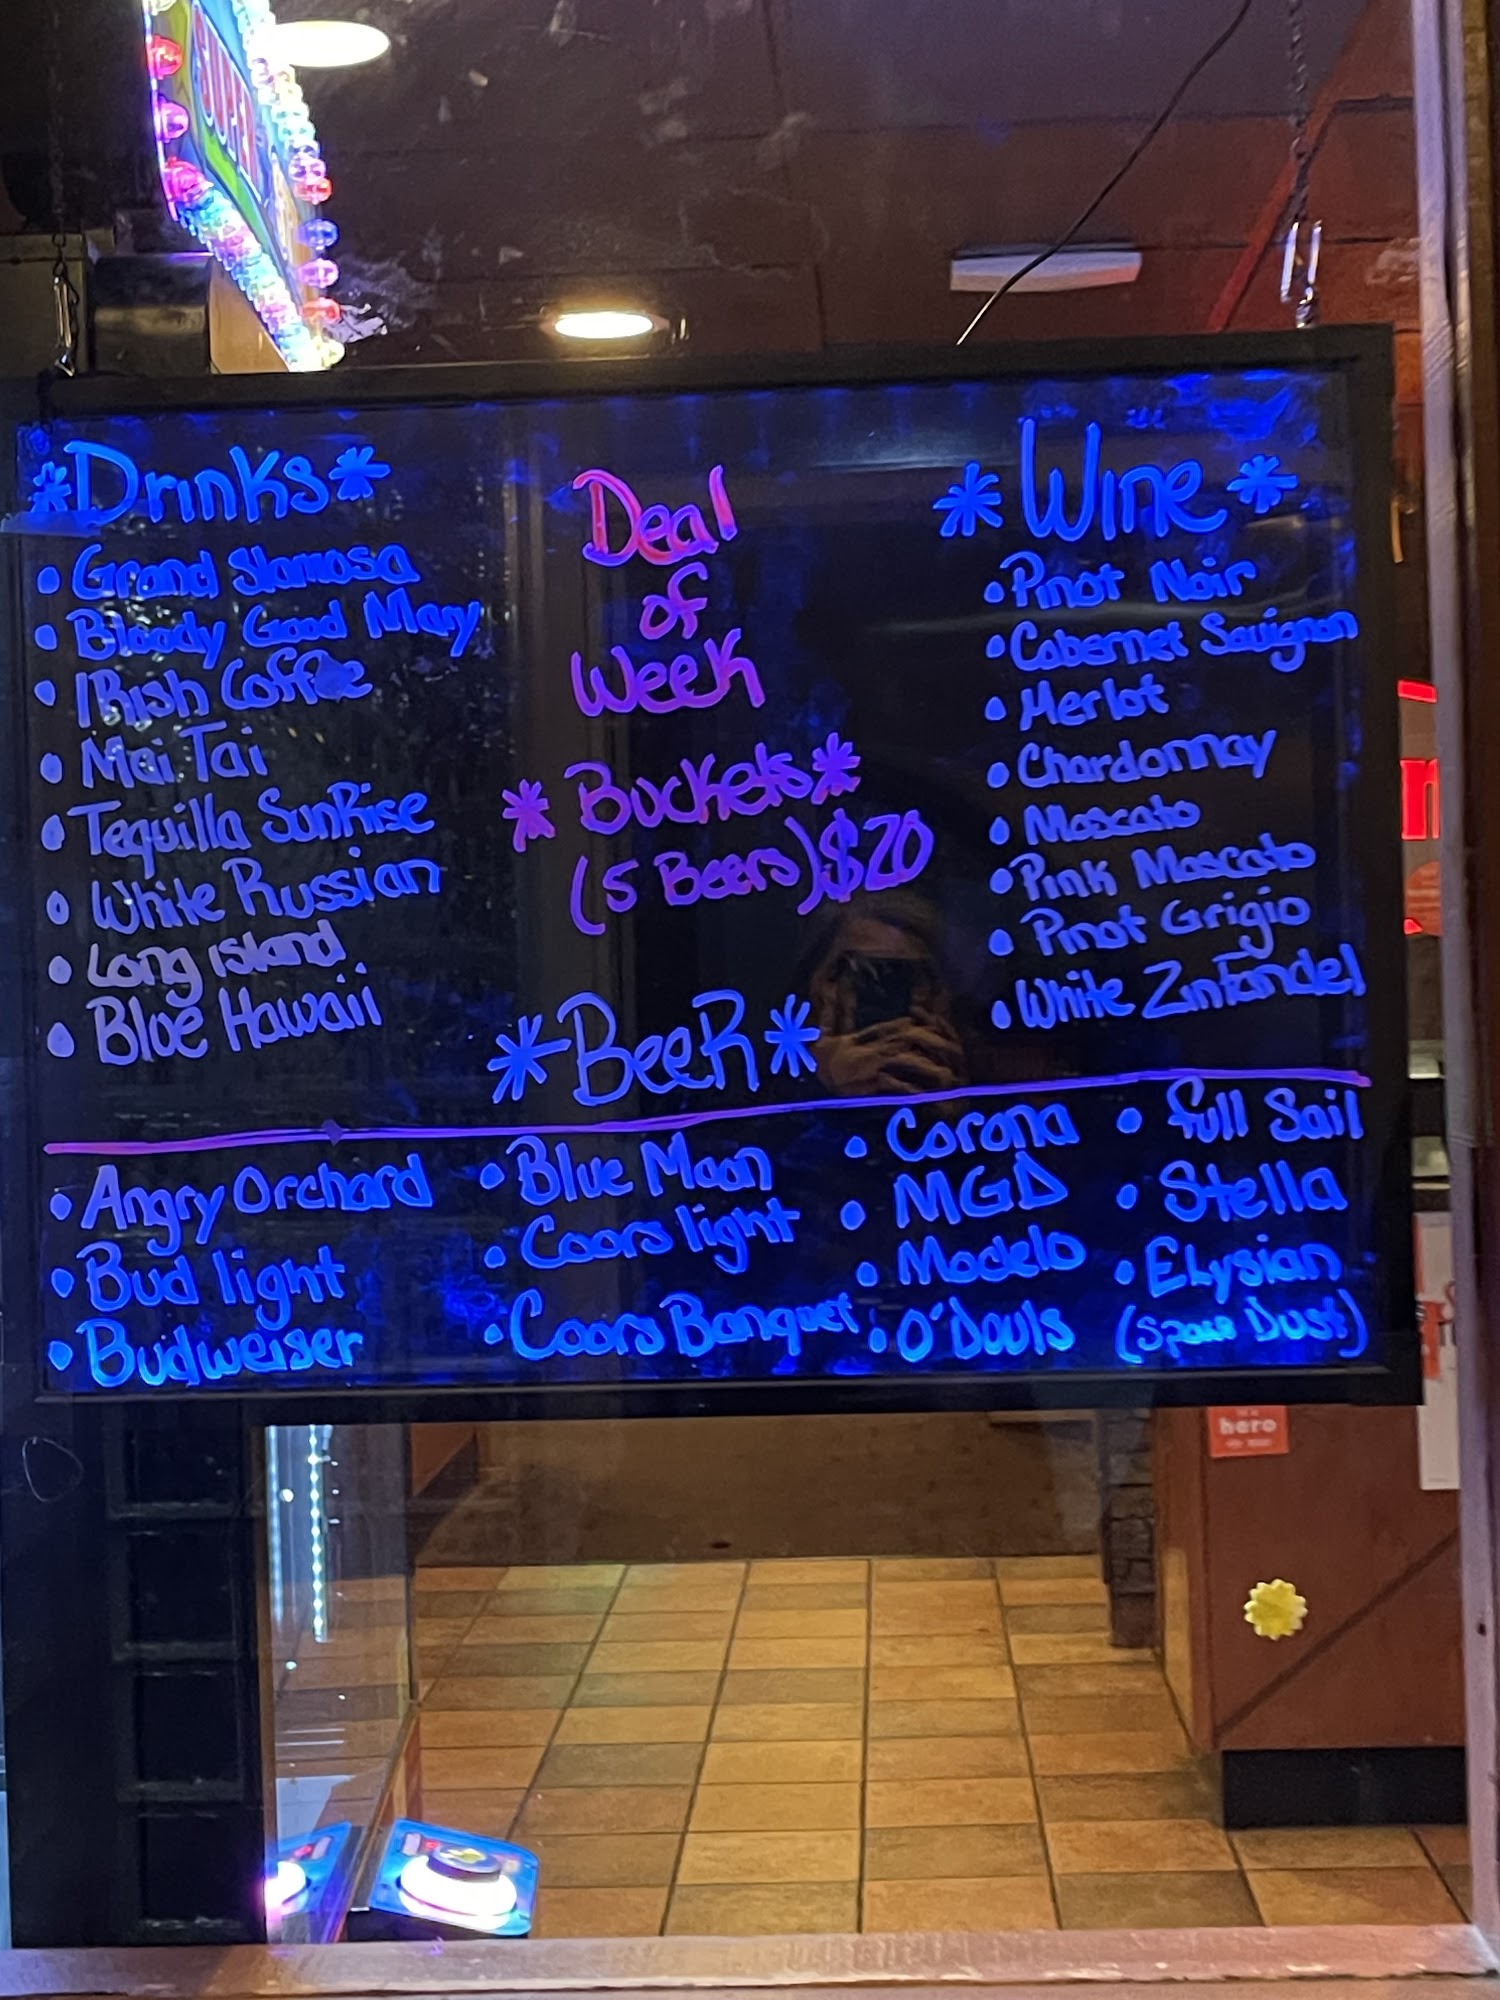 *Drinks*
• Grand Slamosa
• Bloody Good Mary
• IRish Coffee
• Mai Tai
• Tequilla SunRise
• White Russian
• Long island
• Blue Hawaii
Deal
of
Week
*Buckets*
(5 Beers) $20
*Wine*
• Pinot Noir
• Cabernet Sauignon
• Merlot
• Chardonnay
• Moscato
• Pink Moscato
• Pinot Grigio
• White Zinfandel
*BeeR*
• Angry Orchard
• Bud light
• Budweiser
• Blue Moon
• Coors light
• Coors Banquet
• Corona
• MGD
• Modelo
• O'Douls
• Full Sail
• Stella
• Elysian
(Space Dust)
hero